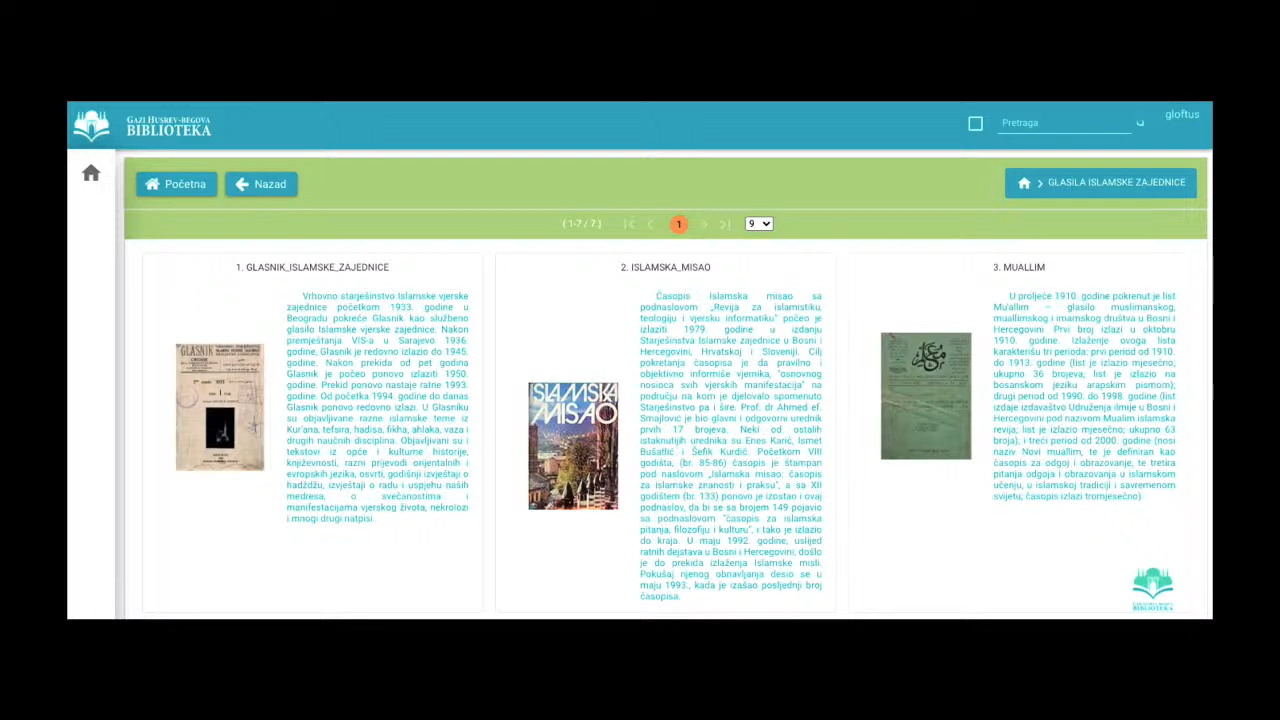 GAZI HUSREV-BEGOVA
BIBLIOTEKA
Pretraga
gloftus
Početna
Nazad
GLASILA ISLAMSKE ZAJEDNICE
( 1-7 / 7 )
1
9
1. GLASNIK_ISLAMSKE_ZAJEDNICE
Vrhovno starješinstvo Islamske vjerske
zajednice početkom 1933. godine u
Beogradu pokreće Glasnik kao službeno
glasilo Islamske vjerske zajednice. Nakon
premještanja VIS-a u Sarajevo 1936.
godine, Glasnik je redovno izlazio do 1945.
godine. Nakon prekida od pet godina
Glasnik je počeo ponovo izlaziti 1950.
godine. Prekid ponovo nastaje ratne 1993.
godine. Od početka 1994. godine do danas
Glasnik ponovo redovno izlazi. U Glasniku
su objavljivane razne islamske teme iz
Kur'ana, tefsira, hadisa, fikha, ahlaka, vaza i
drugih naučnih disciplina. Objavljivani su i
tekstovi iz opće i kulturne historije,
književnosti, razni prijevodi orijentalnih i
evropskih jezika, osvrti, godišnji izvještaji o
hadždžu, izvještaji o radu i uspjehu naših
medresa, o svečanostima i
manifestacijama vjerskog života, nekrolozi
i mnogi drugi natpisi.
GLASNIK
2. ISLAMSKA_MISAO
Časopis Islamska misao sa
podnaslovom „Revija za islamistiku,
teologiju i vjersku informatiku" počeo je
izlaziti 1979. godine u izdanju
Starješinstva Islamske zajednice u Bosni i
Hercegovini, Hrvatskoj i Sloveniji. Cilj
pokretanja časopisa je da pravilno i
objektivno informiše vjernika, "osnovnog
nosioca svih vjerskih manifestacija" na
području na kom je djelovalo spomenuto
Starješinstvo pa i šire. Prof. dr Ahmed ef.
Smajlović je bio glavni i odgovorni urednik
prvih 17 brojeva. Neki od ostalih
istaknutijih urednika su Enes Karić, Ismet
Bušatlić i Šefik Kurdić. Početkom VIII
godišta, (br. 85-86) časopis je štampan
pod naslovom „Islamska misao: časopis
za islamske znanosti i praksu", a sa XII
godištem (br. 133) ponovo je izostao i ovaj
podnaslov, da bi se sa brojem 149 pojavio
sa podnaslovom "časopis za islamska
pitanja, filozofiju i kulturu", i tako je izlazio
do kraja. U maju 1992. godine, uslijed
ratnih dejstava u Bosni i Hercegovini, došlo
je do prekida izlaženja Islamske misli.
Pokušaj njenog obnavljanja desio se u
maju 1993., kada je izašao posljednji broj
časopisa.
ISLAMSKA
MISAO
3. MUALLIM
U proljeće 1910. godine pokrenut je list
Mu'allim – glasilo muslimanskog,
muallimskog i imamskog društva u Bosni i
Hercegovini Prvi broj izlazi u oktobru
1910. godine. Izlaženje ovoga lista
karakterišu tri perioda: prvi period od 1910.
do 1913. godine (list je izlazio mjesečno;
ukupno 36 brojeva, list je izlazio na
bosanskom jeziku arapskim pismom);
drugi period od 1990. do 1998. godine (list
izdaje izdavaštvo Udruženja ilmije u Bosni i
Hercegovini pod nazivom Mualim islamska
revija; list je izlazio mjesečno; ukupno 63
broja), i treći period od 2000. godine (nosi
naziv Novi muallim, te je definiran kao
časopis za odgoj i obrazovanje, te tretira
pitanja odgoja i obrazovanja u islamskom
učenju, u islamskoj tradiciji i savremenom
svijetu; časopis izlazi tromjesečno).
GAZI HUSREV-BEGOVA
BIBLIOTEKA